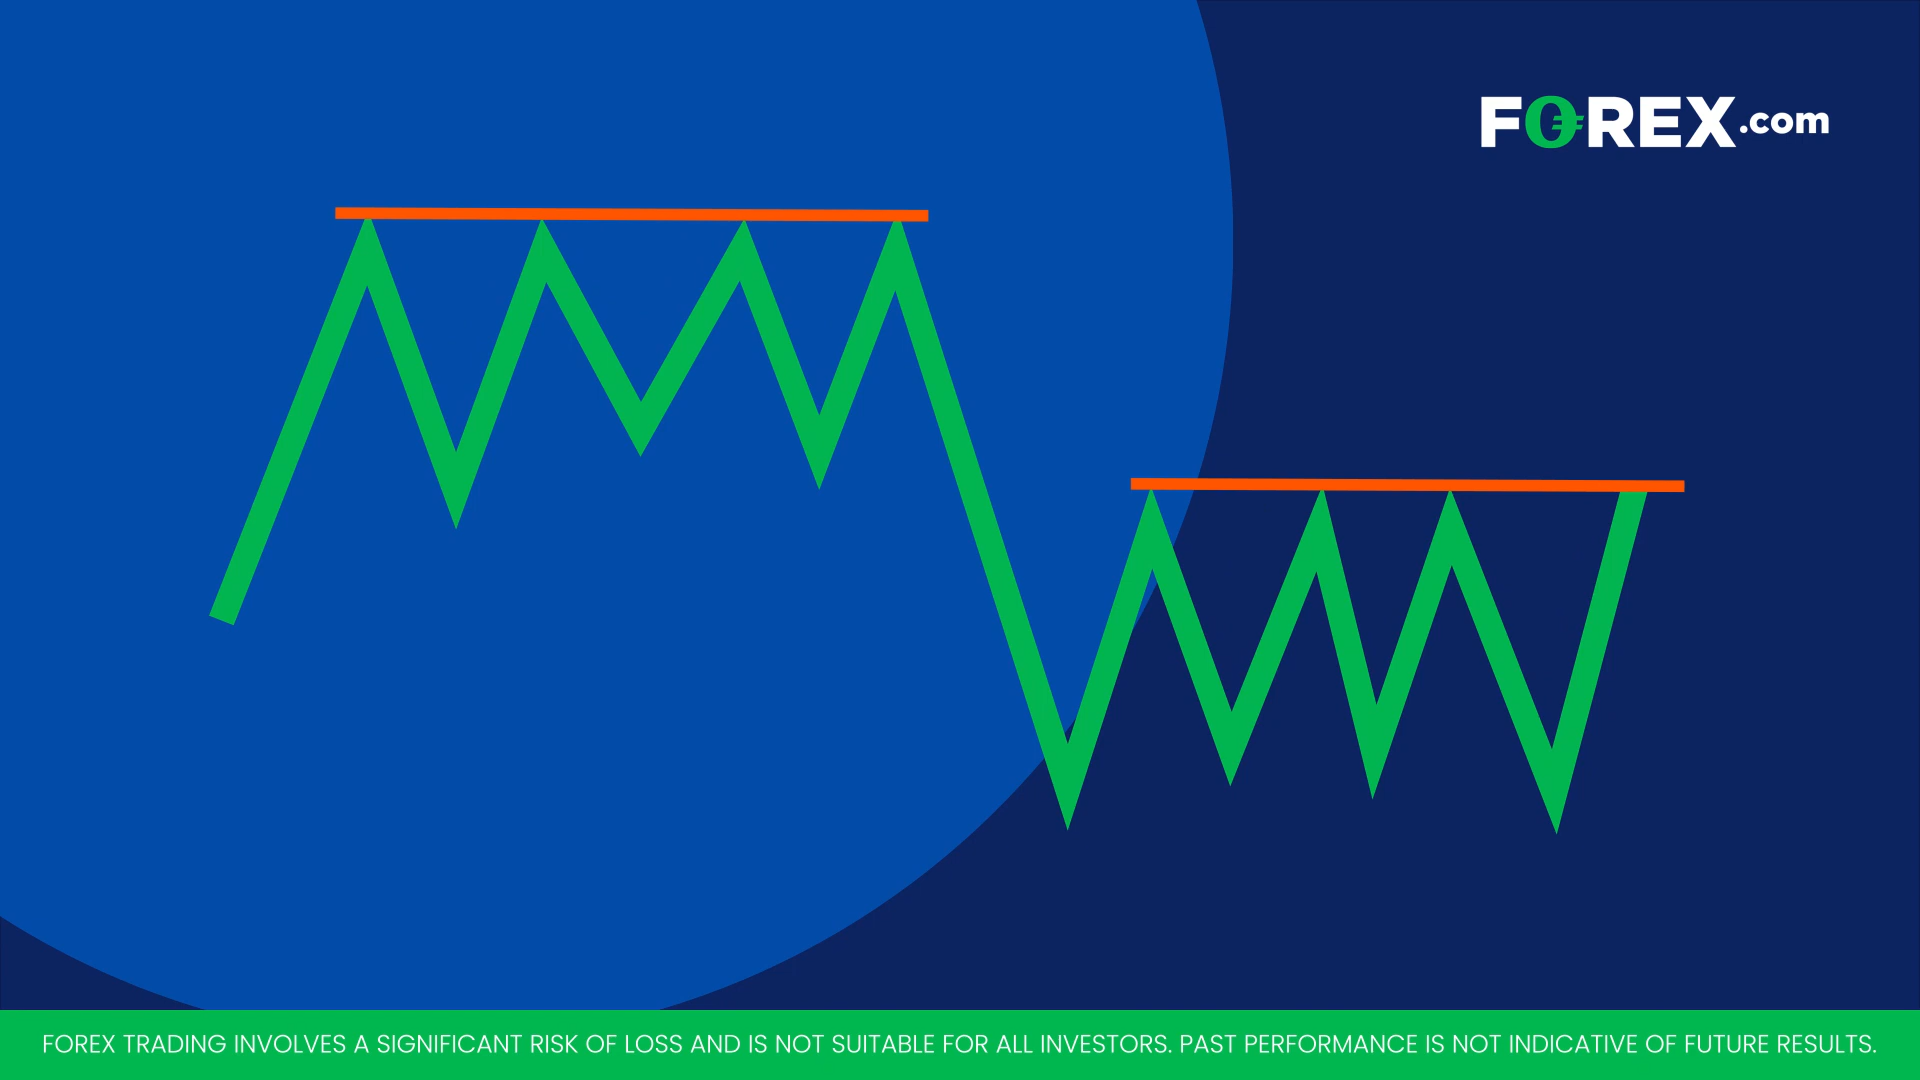 FOREX.com
FOREX TRADING INVOLVES A SIGNIFICANT RISK OF LOSS AND IS NOT SUITABLE FOR ALL INVESTORS. PAST PERFORMANCE IS NOT INDICATIVE OF FUTURE RESULTS.